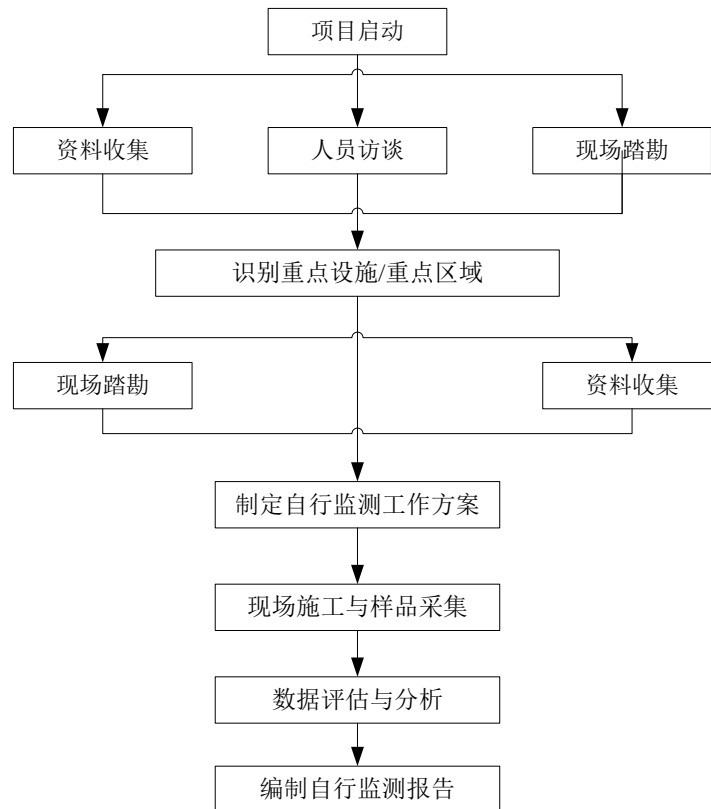 项目启动
资料收集
人员访谈
现场踏勘
识别重点设施/重点区域
现场踏勘
资料收集
制定自行监测工作方案
现场施工与样品采集
数据评估与分析
编制自行监测报告